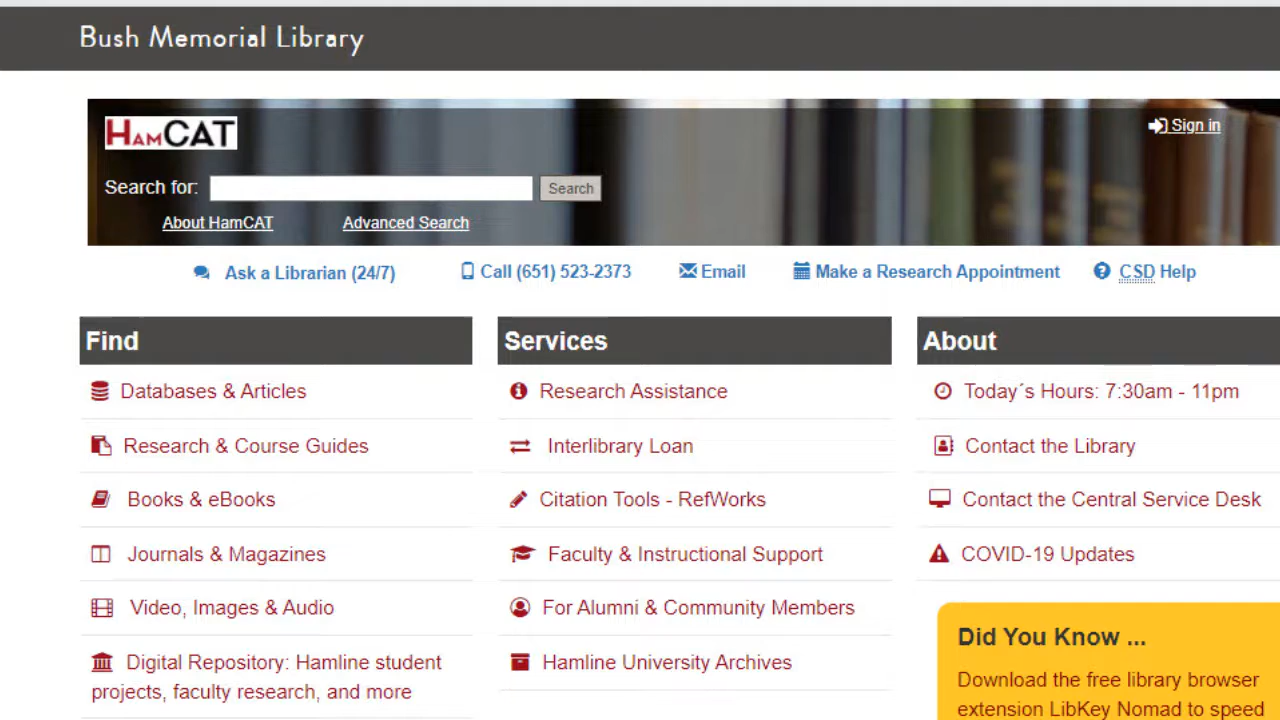 Bush Memorial Library
HAMCAT
Sign in
Search for:
Search
About HamCAT
Advanced Search
Ask a Librarian (24/7)
Call (651) 523-2373
Email
Make a Research Appointment
CSD Help
Find
Databases & Articles
Research & Course Guides
Books & eBooks
Journals & Magazines
Video, Images & Audio
Digital Repository: Hamline student
projects, faculty research, and more
Services
Research Assistance
Interlibrary Loan
Citation Tools - RefWorks
Faculty & Instructional Support
For Alumni & Community Members
Hamline University Archives
About
Today´s Hours: 7:30am - 11pm
Contact the Library
Contact the Central Service Desk
COVID-19 Updates
Did You Know ...
Download the free library browser
extension LibKey Nomad to speed